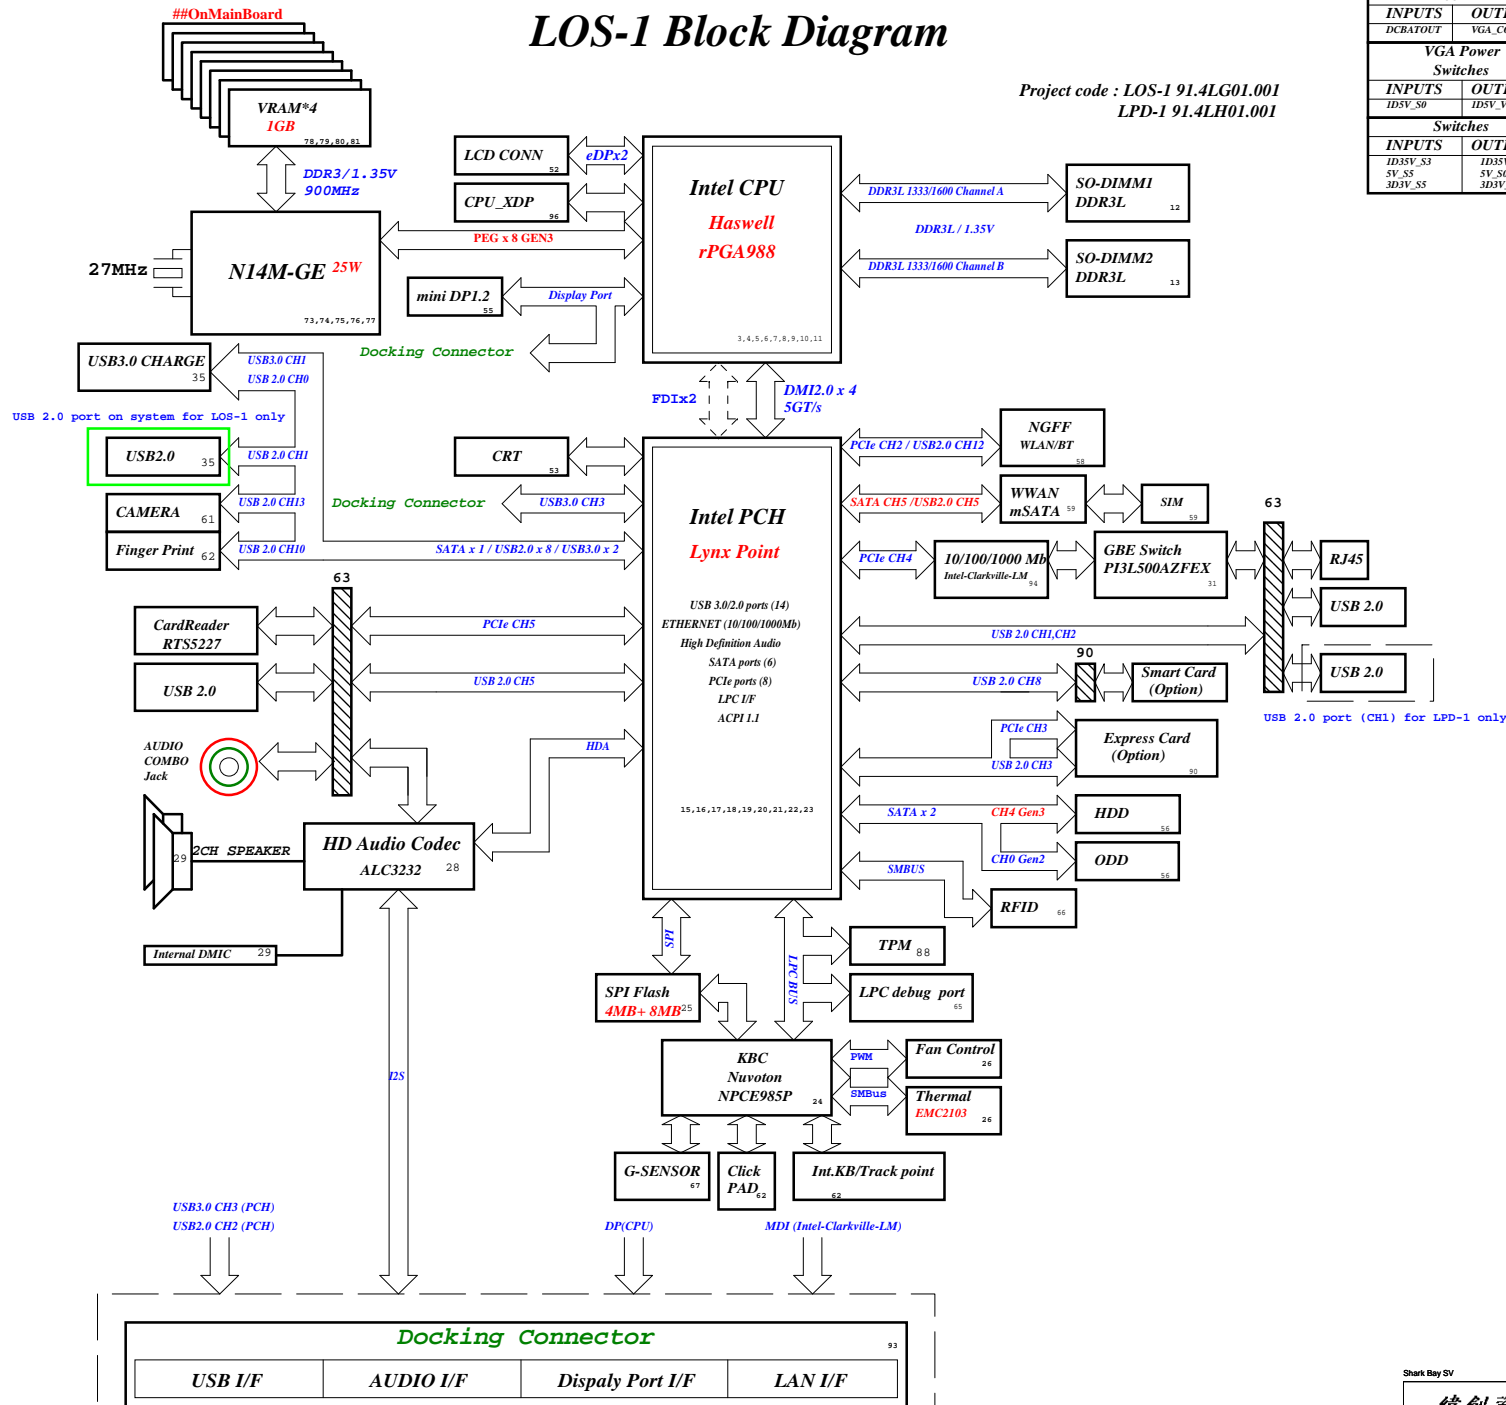 ##OnMainBoard
LOS-1 Block Diagram
Project code : LOS-1 91.4LG01.001
LPD-1 91.4LH01.001
INPUTS
DCBATOUT
VGA Power
Switches
INPUTS
1D5V_S0
Switches
INPUTS
1D35V_S3
5V_S5
3D3V_S5
VRAM*4
1GB
78,79,80,81
DDR3/1.35V
900MHz
27MHz
N14M-GE 25W
73,74,75,76,77
LCD CONN
52
eDPx2
CPU_XDP
96
PEG x 8 GEN3
mini DP1.2
55
Display Port
Docking Connector
Intel CPU
Haswell
rPGA988
3,4,5,6,7,8,9,10,11
DDR3L 1333/1600 Channel A
DDR3L / 1.35V
DDR3L 1333/1600 Channel B
SO-DIMM1
DDR3L
12
SO-DIMM2
DDR3L
13
FDIx2
DMI2.0 x 4
5GT/s
USB3.0 CHARGE
35
USB3.0 CH1
USB 2.0 CH0
USB 2.0 port on system for LOS-1 only
USB2.0
35
USB 2.0 CH1
CAMERA
61
USB 2.0 CH13
Finger Print
62
USB 2.0 CH10
CRT
53
Docking Connector
USB3.0 CH3
SATA x 1 / USB2.0 x 8 / USB3.0 x 2
Intel PCH
Lynx Point
USB 3.0/2.0 ports (14)
ETHERNET (10/100/1000Mb)
High Definition Audio
SATA ports (6)
PCIe ports (8)
LPC I/F
ACPI 1.1
15,16,17,18,19,20,21,22,23
PCIe CH2 / USB2.0 CH12
NGFF
WLAN/BT
58
SATA CH5 /USB2.0 CH5
WWAN
mSATA
59
SIM
59
PCIe CH4
10/100/1000 Mb
Intel-Clarkville-LM
94
GBE Switch
PI3L500AZFEX
31
63
RJ45
USB 2.0
USB 2.0 CH1,CH2
USB 2.0
USB 2.0 port (CH1) for LPD-1 only
90
USB 2.0 CH8
Smart Card
(Option)
PCIe CH3
USB 2.0 CH3
Express Card
(Option)
90
SATA x 2
CH4 Gen3
HDD
56
CH0 Gen2
ODD
56
SMBUS
RFID
66
63
CardReader
RTS5227
PCIe CH5
USB 2.0
USB 2.0 CH5
AUDIO
COMBO
Jack
HDA
2CH SPEAKER
29
HD Audio Codec
ALC3232
28
Internal DMIC
29
I2S
SPI
LPC BUS
TPM
88
LPC debug port
65
SPI Flash
4MB+ 8MB
25
KBC
Nuvoton
NPCE985P
24
PWM
Fan Control
26
SMBus
Thermal
EMC2103
26
G-SENSOR
67
Click
PAD
62
Int.KB/Track point
62
USB3.0 CH3 (PCH)
USB2.0 CH2 (PCH)
DP(CPU)
MDI (Intel-Clarkville-LM)
Docking Connector
93
USB I/F
AUDIO I/F
Dispaly Port I/F
LAN I/F
Shark Bay SV